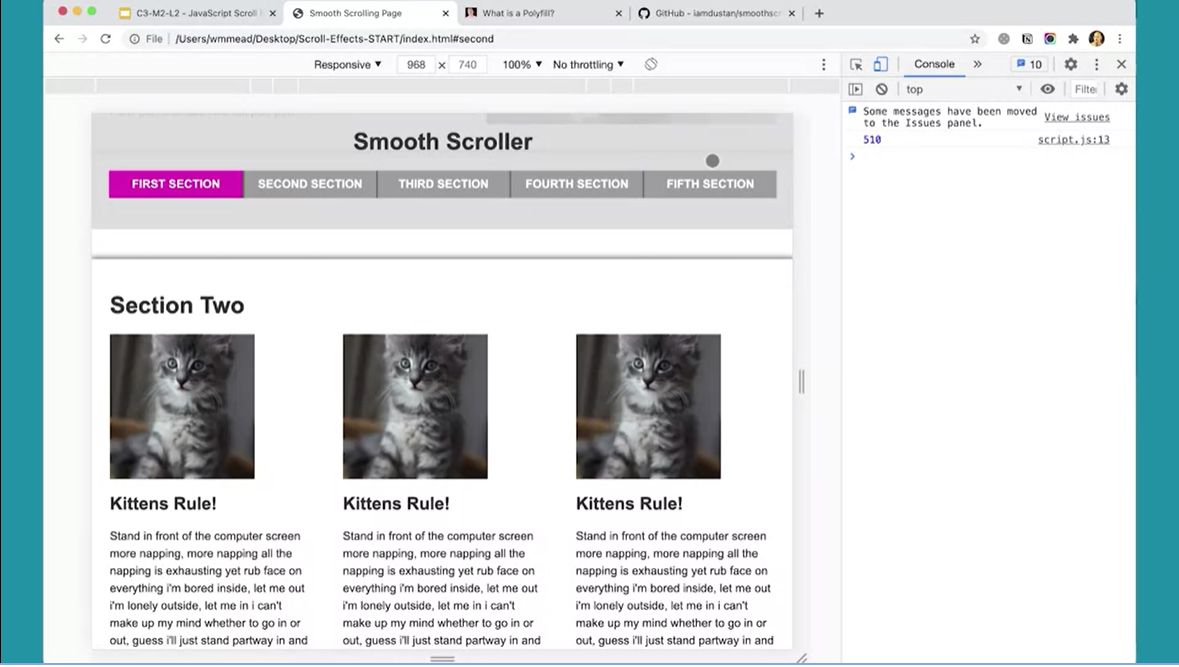 C3-M2-L2 - JavaScript Scroll
Smooth Scrolling Page
What is a Polyfill?
GitHub - iamdustan/smoothsc
File
/Users/wmmead/Desktop/Scroll-Effects-START/index.html#second
Responsive
968
×
740
100%
No throttling
Console
10
top
Filte
Some messages have been moved
to the Issues panel.
View issues
510
script.js:13
Smooth Scroller
FIRST SECTION
SECOND SECTION
THIRD SECTION
FOURTH SECTION
FIFTH SECTION
Section Two
Kittens Rule!
Stand in front of the computer screen
more napping, more napping all the
napping is exhausting yet rub face on
everything i'm bored inside, let me out
i'm lonely outside, let me in i can't
make up my mind whether to go in or
out, guess i'll just stand partway in and
Kittens Rule!
Stand in front of the computer screen
more napping, more napping all the
napping is exhausting yet rub face on
everything i'm bored inside, let me out
i'm lonely outside, let me in i can't
make up my mind whether to go in or
out, guess i'll just stand partway in and
Kittens Rule!
Stand in front of the computer screen
more napping, more napping all the
napping is exhausting yet rub face on
everything i'm bored inside, let me out
i'm lonely outside, let me in i can't
make up my mind whether to go in or
out, guess i'll just stand partway in and